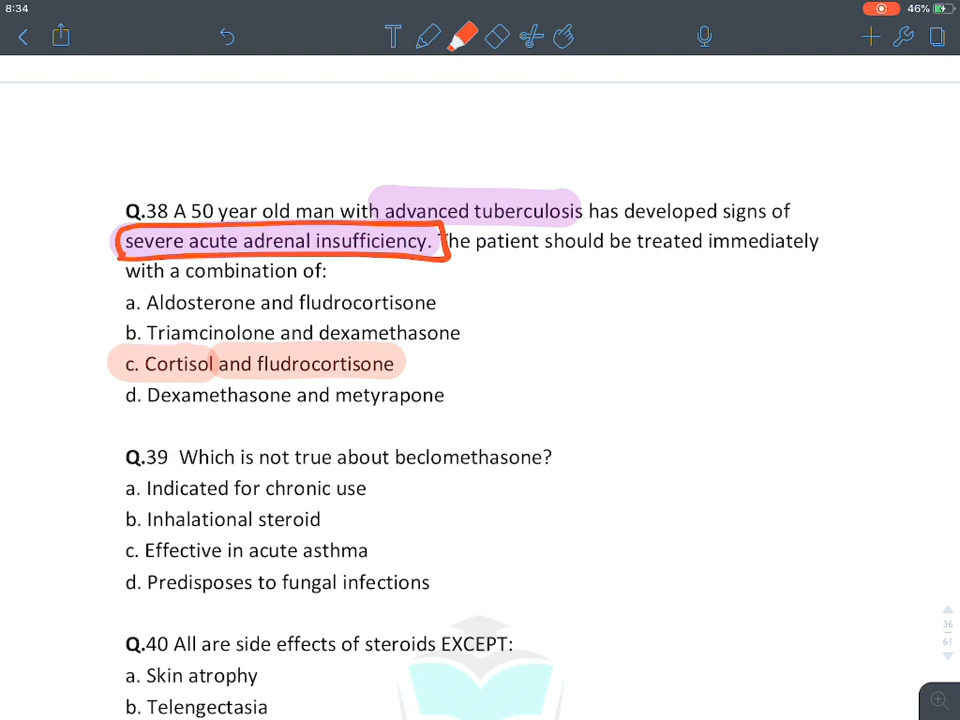 8:34
46%
T
Q.38 A 50 year old man with advanced tuberculosis has developed signs of
severe acute adrenal insufficiency. The patient should be treated immediately
with a combination of:
a. Aldosterone and fludrocortisone
b. Triamcinolone and dexamethasone
c. Cortisol and fludrocortisone
d. Dexamethasone and metyrapone
Q.39 Which is not true about beclomethasone?
a. Indicated for chronic use
b. Inhalational steroid
c. Effective in acute asthma
d. Predisposes to fungal infections
36
61
Q.40 All are side effects of steroids EXCEPT:
a. Skin atrophy
b. Telengectasia